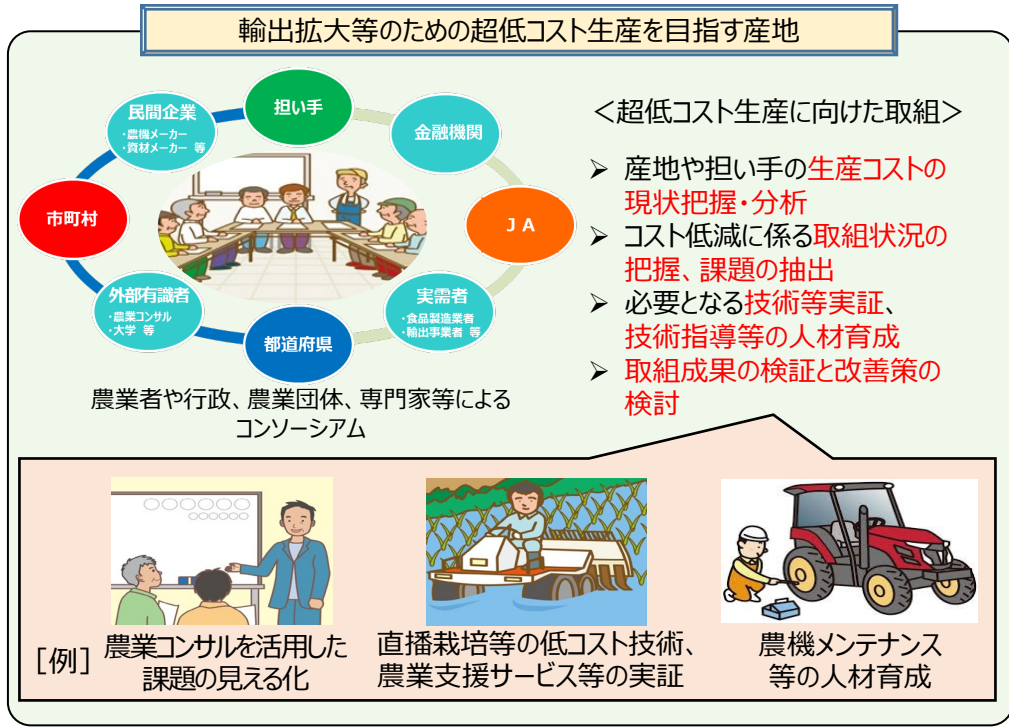 輸出拡大等のための超低コスト生産を目指す産地
民間企業
・農機メーカー
・資材メーカー 等
担い手
金融機関
市町村
ＪＡ
外部有識者
・農業コンサル
・大学 等
都道府県
実需者
・食品製造業者
・輸出事業者 等
農業者や行政、農業団体、専門家等による
コンソーシアム
＜超低コスト生産に向けた取組＞
➢ 産地や担い手の生産コストの
現状把握・分析
➢ コスト低減に係る取組状況の
把握、課題の抽出
➢ 必要となる技術等実証、
技術指導等の人材育成
➢ 取組成果の検証と改善策の
検討
［例］
農業コンサルを活用した
課題の見える化
直播栽培等の低コスト技術、
農業支援サービス等の実証
農機メンテナンス
等の人材育成